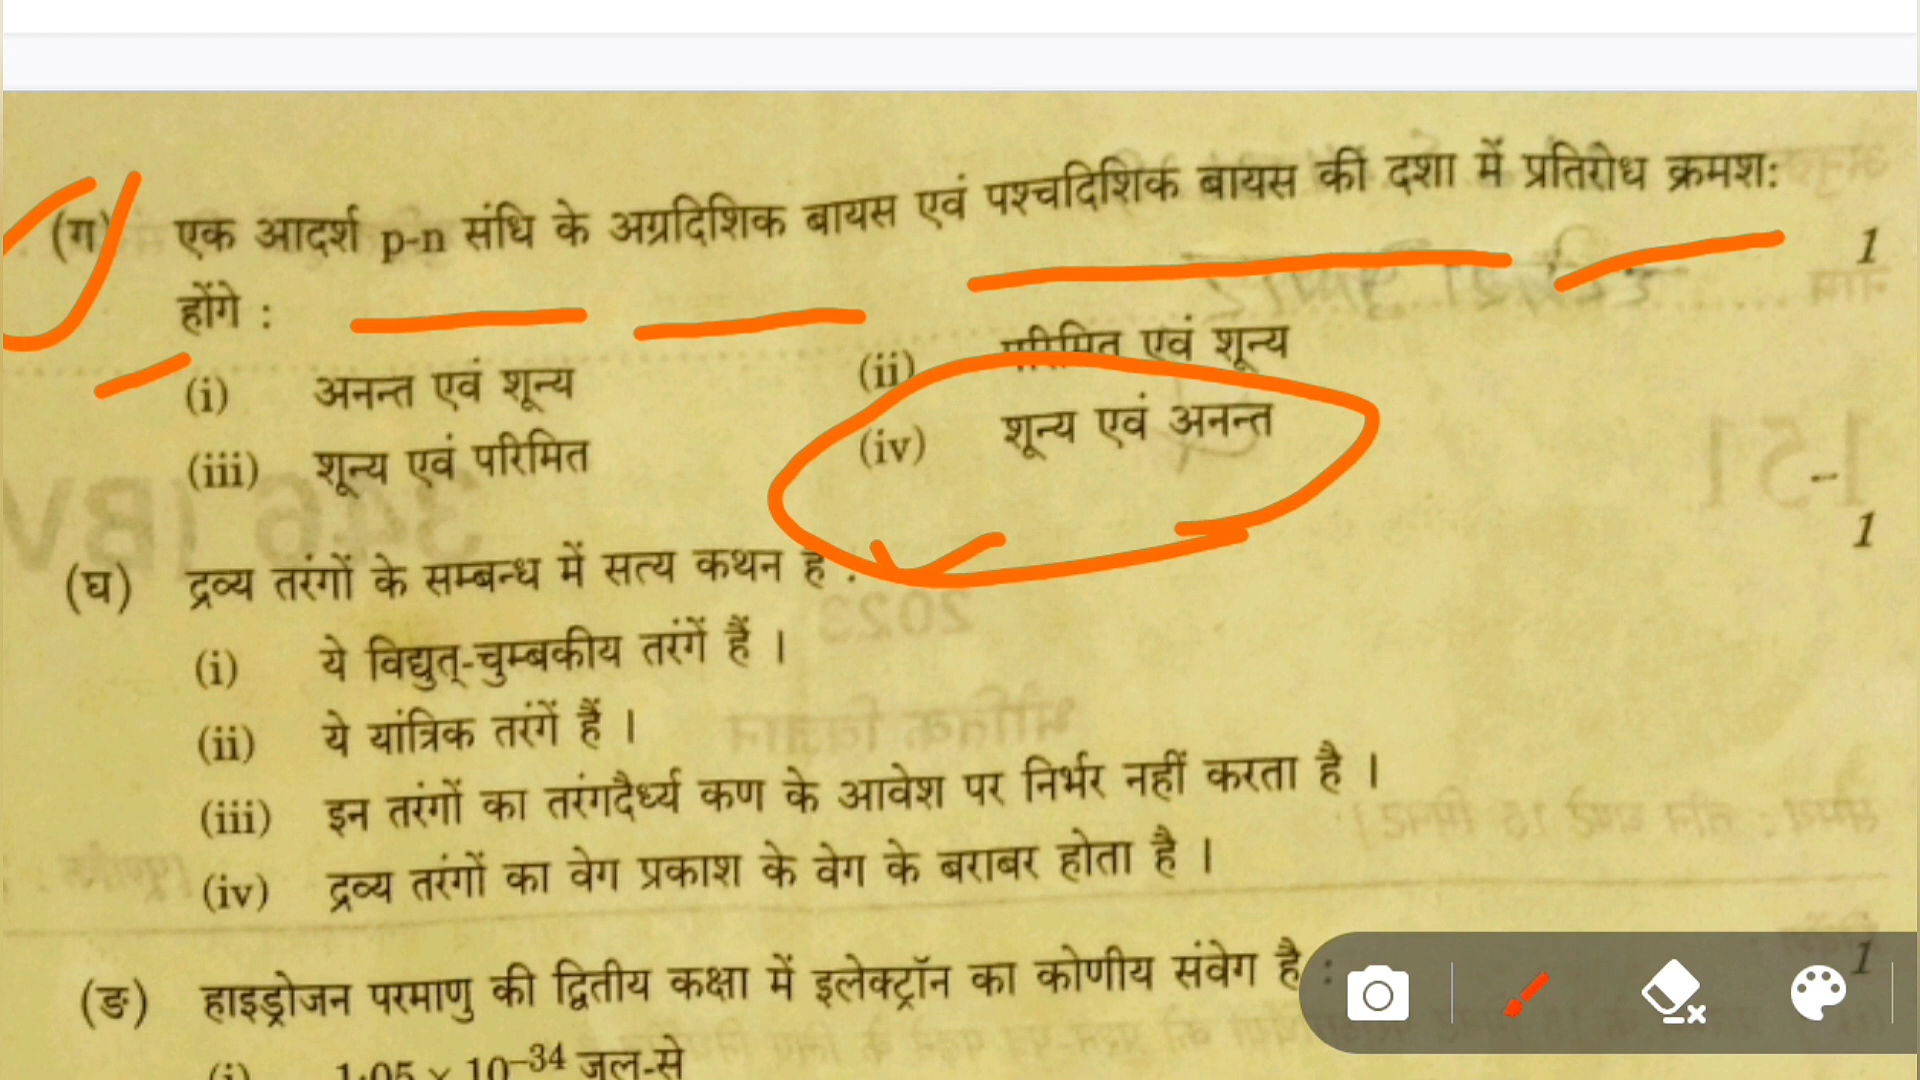 (ग) एक आदर्श p-n संधि के अग्रदिशिक बायस एवं पश्चदिशिक बायस की दशा में प्रतिरोध क्रमश: 1
होंगे :
(i) अनन्त एवं शून्य (ii) परिमित एवं शून्य
(iii) शून्य एवं परिमित (iv) शून्य एवं अनन्त
(घ) द्रव्य तरंगों के सम्बन्ध में सत्य कथन है : 1
(i) ये विद्युत्-चुम्बकीय तरंगें हैं ।
(ii) ये यांत्रिक तरंगें हैं ।
(iii) इन तरंगों का तरंगदैर्ध्य कण के आवेश पर निर्भर नहीं करता है ।
(iv) द्रव्य तरंगों का वेग प्रकाश के वेग के बराबर होता है ।
(ङ) हाइड्रोजन परमाणु की द्वितीय कक्षा में इलेक्ट्रॉन का कोणीय संवेग है : 1
(i) 1·05 × 10⁻³⁴ जूल-से